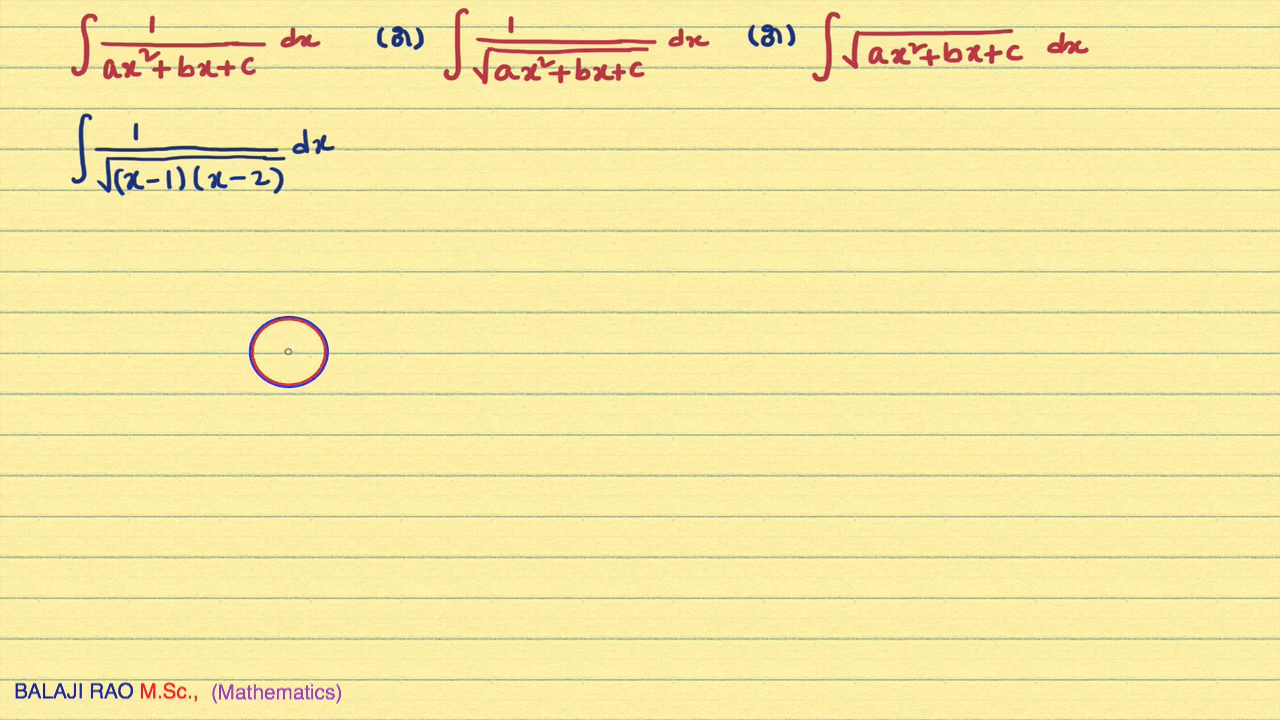 ∫ 1/(ax²+bx+c) dx (or) ∫ 1/√(ax²+bx+c) dx (or) ∫ √(ax²+bx+c) dx
∫ 1/√((x-1)(x-2)) dx
BALAJI RAO M.Sc., (Mathematics)